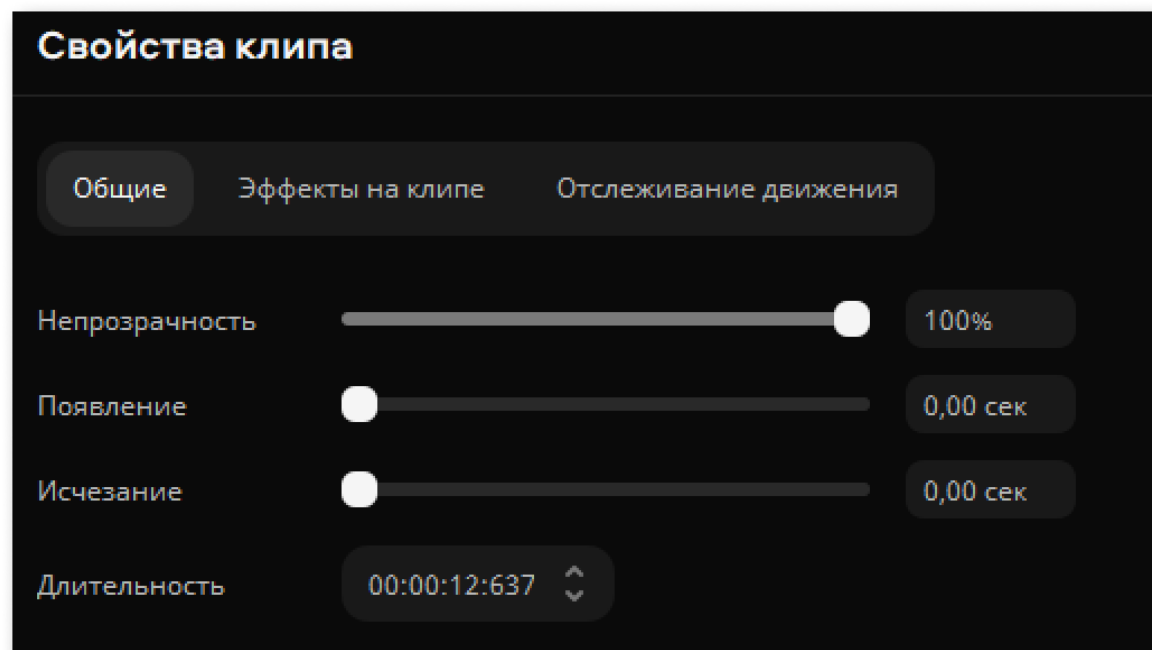 Свойства клипа
Общие Эффекты на клипе Отслеживание движения
Непрозрачность 100%
Появление 0,00 сек
Исчезание 0,00 сек
Длительность 00:00:12:637